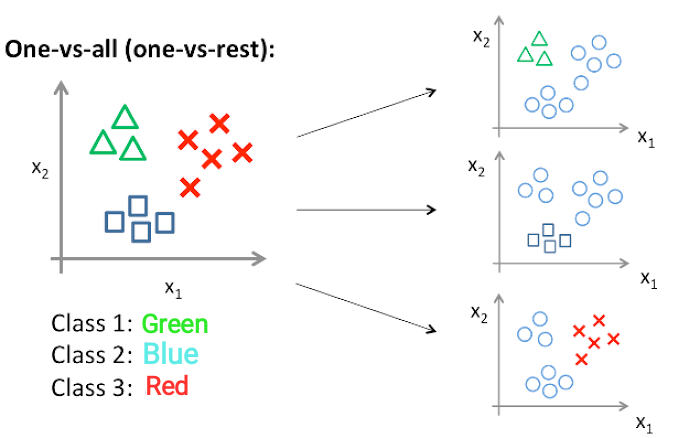 One-vs-all (one-vs-rest):
x2
x1
Class 1: Green
Class 2: Blue
Class 3: Red
x2
x1
x2
x1
x2
x1